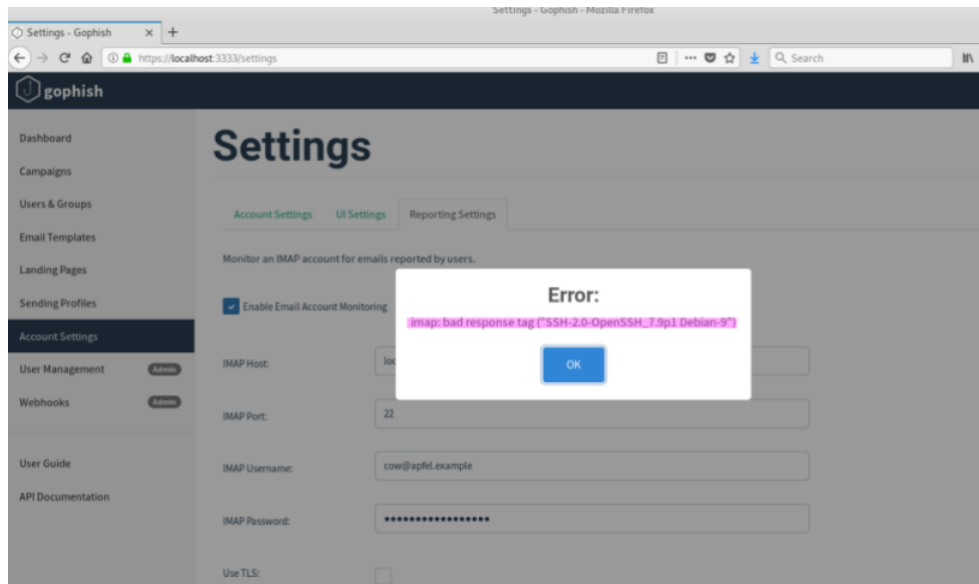 Settings - Gophish - Mozilla Firefox
Settings - Gophish
https://localhost:3333/settings
Search
gophish
Dashboard
Campaigns
Users & Groups
Email Templates
Landing Pages
Sending Profiles
Account Settings
User Management Admin
Webhooks Admin
User Guide
API Documentation
Settings
Account Settings UI Settings Reporting Settings
Monitor an IMAP account for emails reported by users.
Enable Email Account Monitoring
Error:
imap: bad response tag ("SSH-2.0-OpenSSH_7.9p1 Debian-9")
OK
IMAP Host:
IMAP Port: 22
IMAP Username: cow@apfel.example
IMAP Password: •••••••••••••••••
Use TLS: